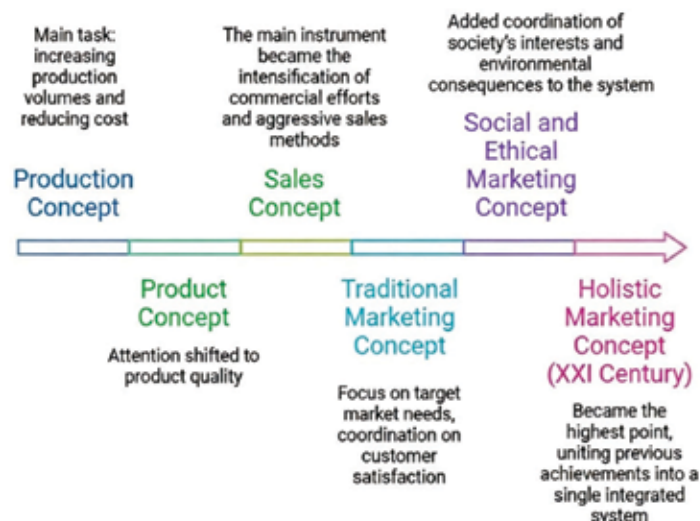 Main task:
increasing
production
volumes and
reducing cost
Production
Concept
Product
Concept
Attention shifted to
product quality
The main instrument
became the
intensification of
commercial efforts
and aggressive sales
methods
Sales
Concept
Traditional
Marketing
Concept
Focus on target
market needs,
coordination on
customer
satisfaction
Added coordination of
society's interests and
environmental
consequences to the system
Social and
Ethical
Marketing
Concept
Holistic
Marketing
Concept
(XXI Century)
Became the
highest point,
uniting previous
achievements into a
single integrated
system